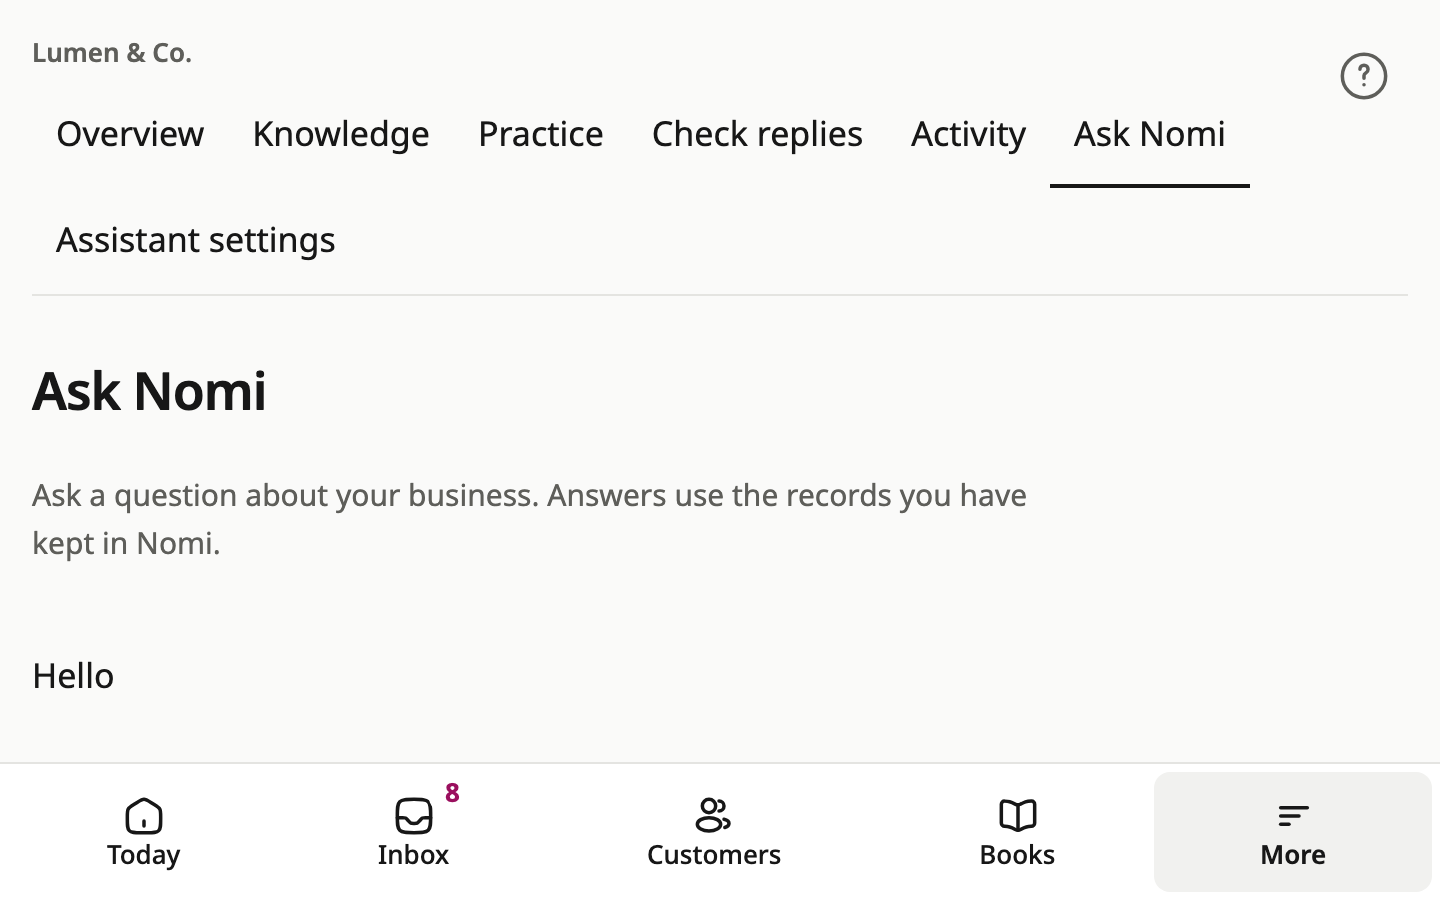 Lumen & Co.
Overview Knowledge Practice Check replies Activity Ask Nomi
Assistant settings
Ask Nomi
Ask a question about your business. Answers use the records you have
kept in Nomi.
Hello
8
Today Inbox Customers Books More